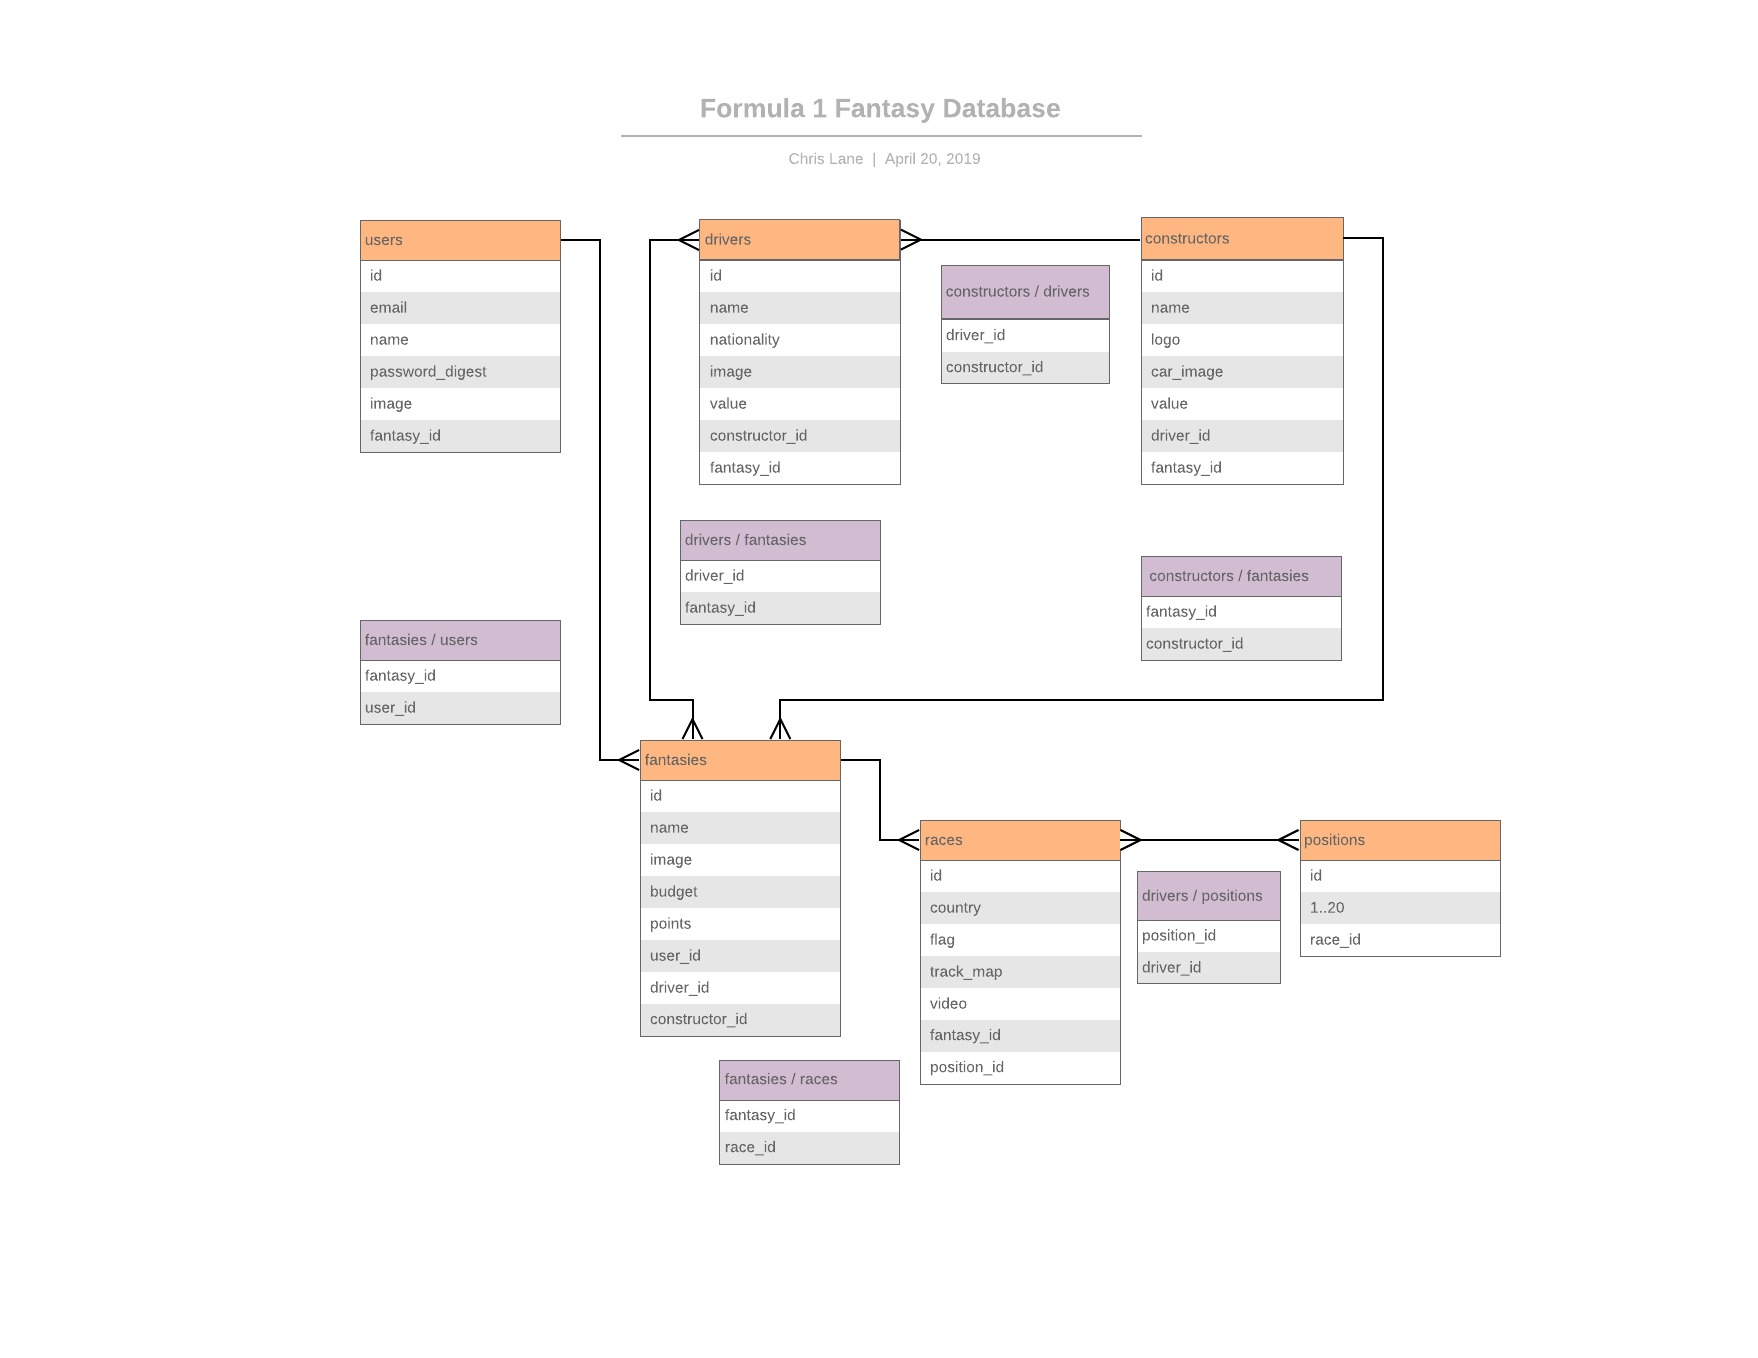 Formula 1 Fantasy Database
Chris Lane | April 20, 2019
users
id
email
name
password_digest
image
fantasy_id
drivers
id
name
nationality
image
value
constructor_id
fantasy_id
constructors / drivers
driver_id
constructor_id
constructors
id
name
logo
car_image
value
driver_id
fantasy_id
drivers / fantasies
driver_id
fantasy_id
constructors / fantasies
fantasy_id
constructor_id
fantasies / users
fantasy_id
user_id
fantasies
id
name
image
budget
points
user_id
driver_id
constructor_id
races
id
country
flag
track_map
video
fantasy_id
position_id
drivers / positions
position_id
driver_id
positions
id
1..20
race_id
fantasies / races
fantasy_id
race_id